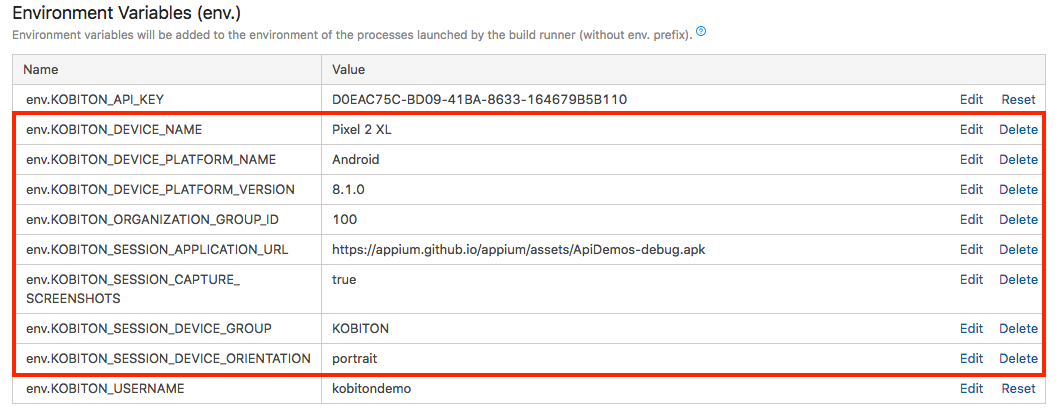 Environment Variables (env.)
Environment variables will be added to the environment of the processes launched by the build runner (without env. prefix). ?
Name Value
env.KOBITON_API_KEY D0EAC75C-BD09-41BA-8633-164679B5B110 Edit Reset
env.KOBITON_DEVICE_NAME Pixel 2 XL Edit Delete
env.KOBITON_DEVICE_PLATFORM_NAME Android Edit Delete
env.KOBITON_DEVICE_PLATFORM_VERSION 8.1.0 Edit Delete
env.KOBITON_ORGANIZATION_GROUP_ID 100 Edit Delete
env.KOBITON_SESSION_APPLICATION_URL https://appium.github.io/appium/assets/ApiDemos-debug.apk Edit Delete
env.KOBITON_SESSION_CAPTURE_ true Edit Delete
SCREENSHOTS
env.KOBITON_SESSION_DEVICE_GROUP KOBITON Edit Delete
env.KOBITON_SESSION_DEVICE_ORIENTATION portrait Edit Delete
env.KOBITON_USERNAME kobitondemo Edit Reset